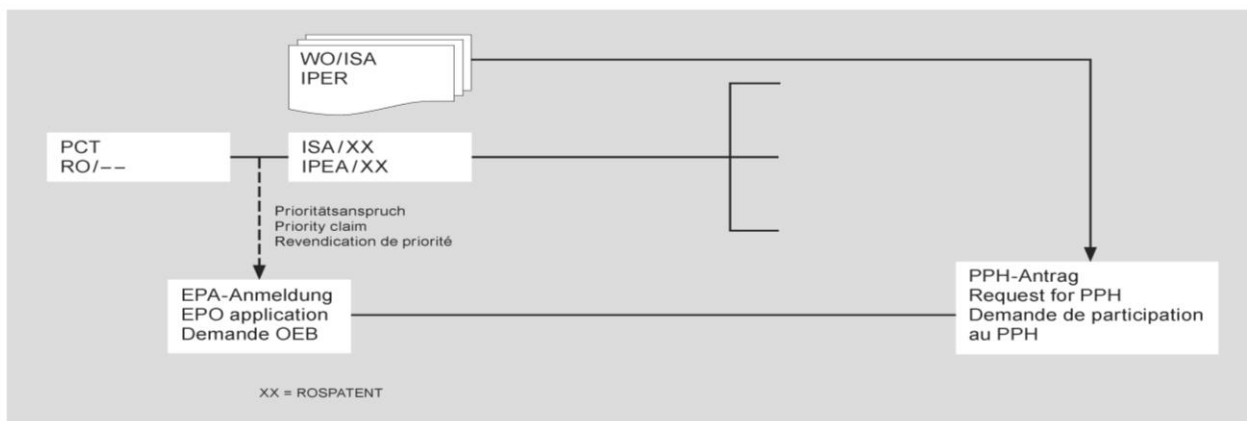 WO/ISA
IPER
PCT
RO/--
ISA/XX
IPEA/XX
Prioritätsanspruch
Priority claim
Revendication de priorité
EPA-Anmeldung
EPO application
Demande OEB
PPH-Antrag
Request for PPH
Demande de participation
au PPH
XX = ROSPATENT